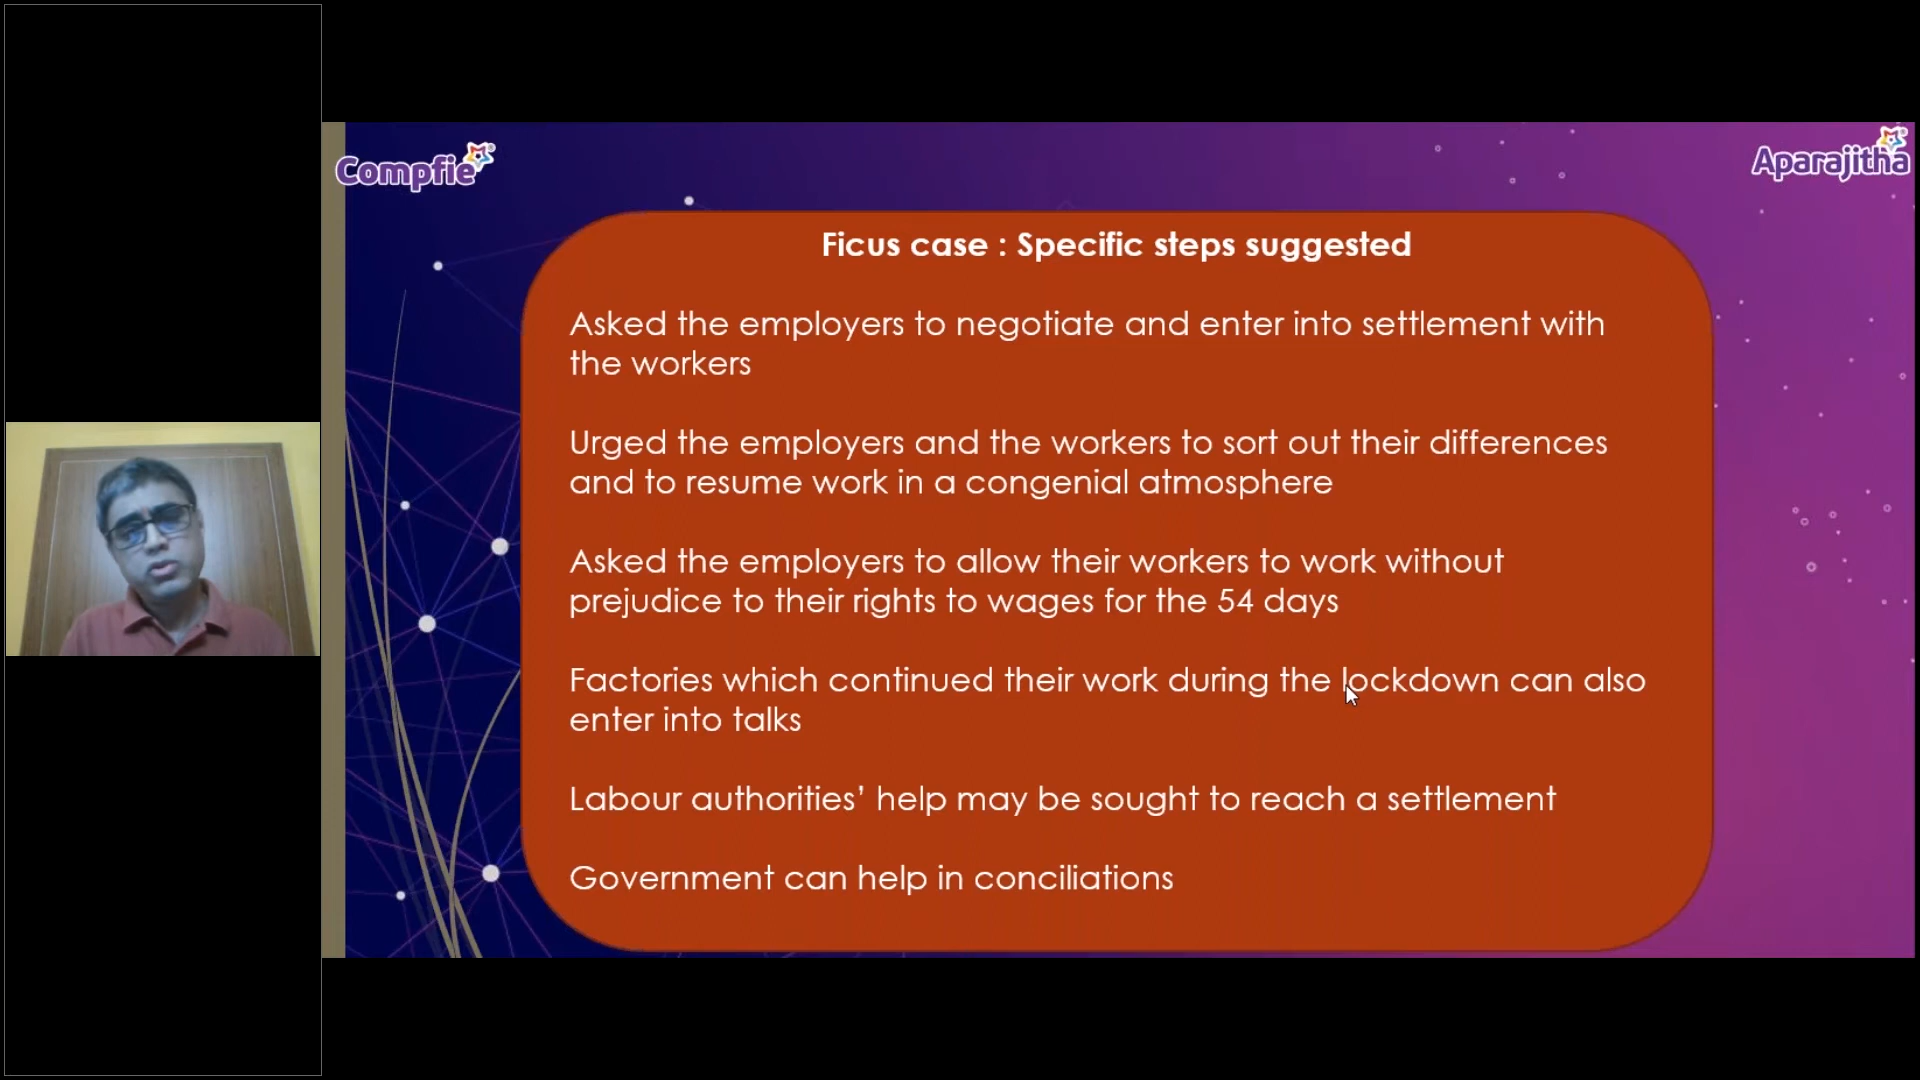 Compfie
Aparajitha
Ficus case : Specific steps suggested
Asked the employers to negotiate and enter into settlement with
the workers
Urged the employers and the workers to sort out their differences
and to resume work in a congenial atmosphere
Asked the employers to allow their workers to work without
prejudice to their rights to wages for the 54 days
Factories which continued their work during the lockdown can also
enter into talks
Labour authorities’ help may be sought to reach a settlement
Government can help in conciliations